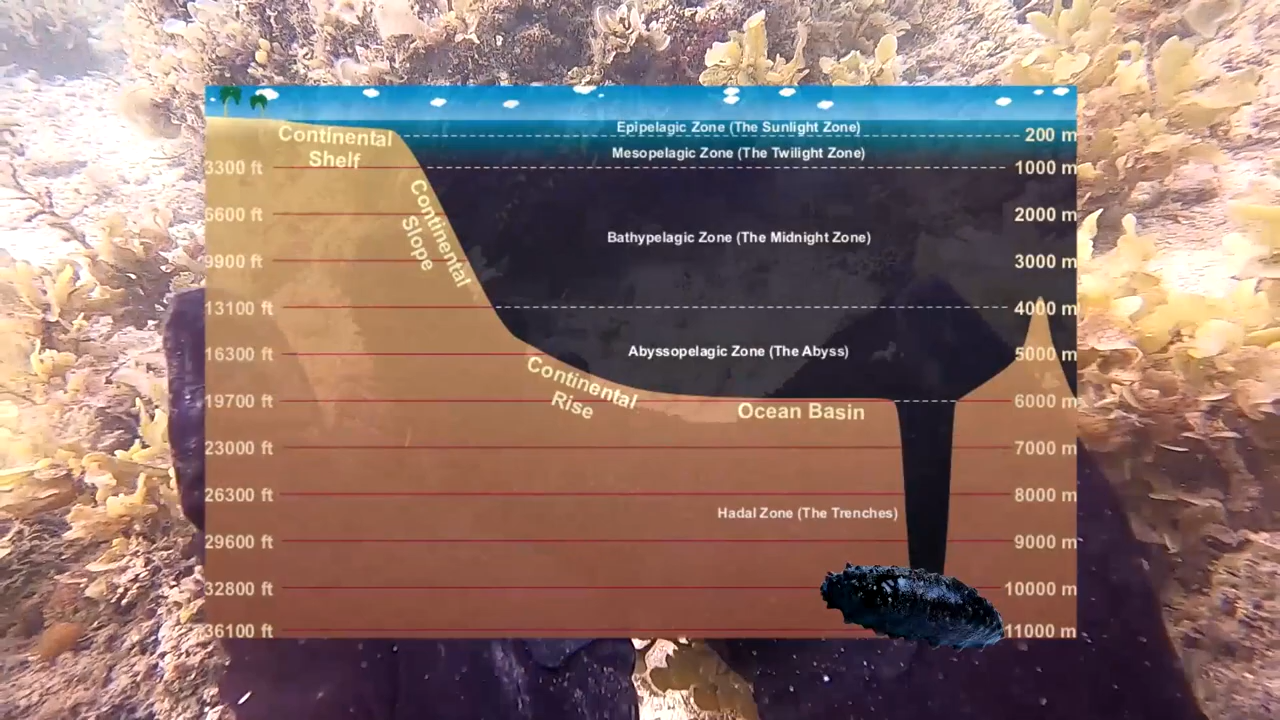 Epipelagic Zone (The Sunlight Zone)
Continental
Shelf
200 m
Mesopelagic Zone (The Twilight Zone)
3300 ft
1000 m
Continental
Slope
6600 ft
2000 m
Bathypelagic Zone (The Midnight Zone)
9900 ft
3000 m
13100 ft
4000 m
Abyssopelagic Zone (The Abyss)
16300 ft
5000 m
Continental
Rise
19700 ft
6000 m
Ocean Basin
23000 ft
7000 m
26300 ft
8000 m
Hadal Zone (The Trenches)
29600 ft
9000 m
32800 ft
10000 m
36100 ft
11000 m